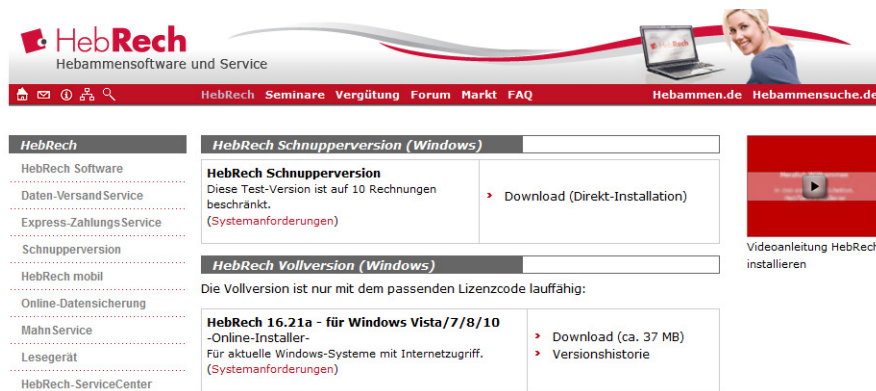 HebRech
Hebammensoftware und Service
HebRech Seminare Vergütung Forum Markt FAQ
Hebammen.de Hebammensuche.de
HebRech
HebRech Software
Daten-VersandService
Express-ZahlungsService
Schnupperversion
HebRech mobil
Online-Datensicherung
MahnService
Lesegerät
HebRech-ServiceCenter
HebRech Schnupperversion (Windows)
HebRech Schnupperversion
Diese Test-Version ist auf 10 Rechnungen
beschränkt.
(Systemanforderungen)
Download (Direkt-Installation)
HebRech Vollversion (Windows)
Die Vollversion ist nur mit dem passenden Lizenzcode lauffähig:
HebRech 16.21a - für Windows Vista/7/8/10
-Online-Installer-
Für aktuelle Windows-Systeme mit Internetzugriff.
(Systemanforderungen)
Download (ca. 37 MB)
Versionshistorie
Videoanleitung HebRech
installieren